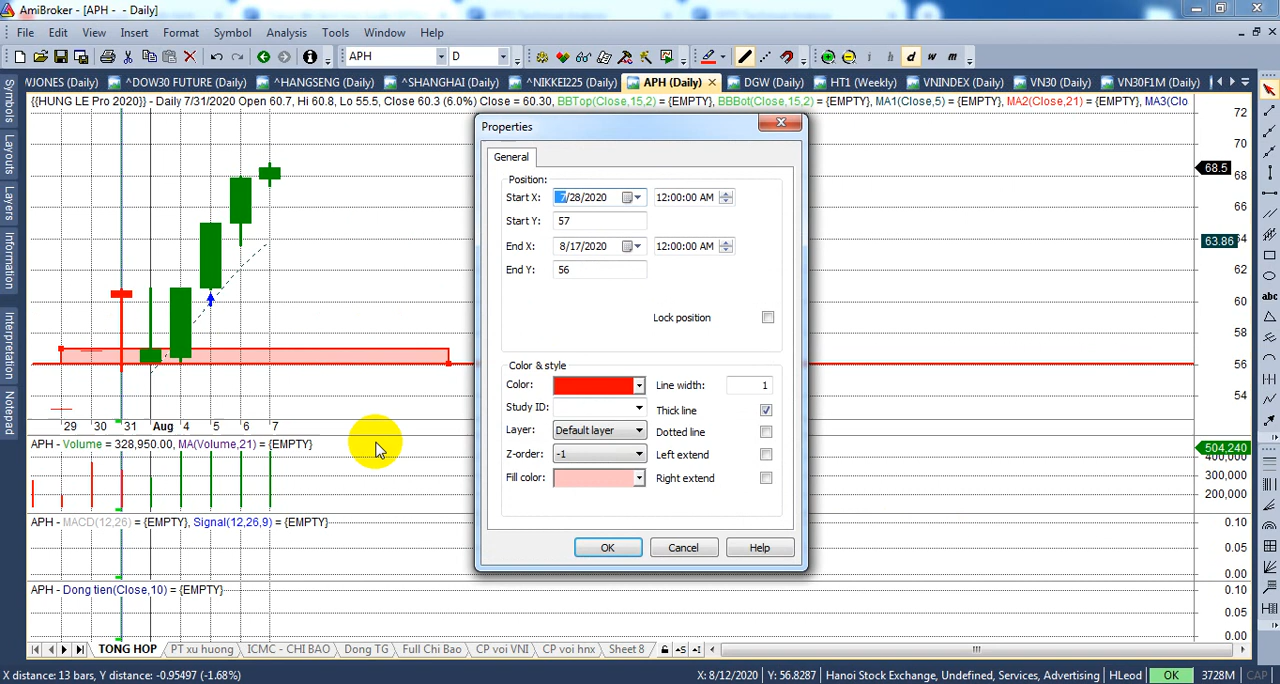 AmiBroker - [APH - - Daily]
File Edit View Insert Format Symbol Analysis Tools Window Help
APH D h d w m
VJONES (Daily) ^DOW30 FUTURE (Daily) ^HANGSENG (Daily) ^SHANGHAI (Daily) ^NIKKEI225 (Daily) APH (Daily) DGW (Daily) HT1 (Weekly) VNINDEX (Daily) VN30 (Daily) VN30F1M (Daily)
{{HUNG LE Pro 2020}} - Daily 7/31/2020 Open 60.7, Hi 60.8, Lo 55.5, Close 60.3 (6.0%) Close = 60.30, BBTop(Close,15,2) = {EMPTY}, BBBot(Close,15,2) = {EMPTY}, MA1(Close,5) = {EMPTY}, MA2(Close,21) = {EMPTY}, MA3(Clo
Symbols
Layouts
Layers
Information
Interpretation
Notepad
72
70
68.5
66
63.86
62
60
58
56
54
abc
29 30 31 Aug 4 5 6 7
Properties
General
Position:
Start X: 7/28/2020 12:00:00 AM
Start Y: 57
End X: 8/17/2020 12:00:00 AM
End Y: 56
Lock position
Color & style
Color: Line width: 1
Study ID: Thick line
Layer: Default layer Dotted line
Z-order: -1 Left extend
Fill color: Right extend
OK Cancel Help
APH - Volume = 328,950.00, MA(Volume,21) = {EMPTY}
504,240
400,000
300,000
200,000
APH - MACD(12,26) = {EMPTY}, Signal(12,26,9) = {EMPTY}
0.10
0.05
0.00
APH - Dong tien(Close,10) = {EMPTY}
0.10
0.05
0.00
TONG HOP PT xu huong ICMC - CHI BAO Dong TG Full Chi Bao CP voi VNI CP voi hnx Sheet 8
X distance: 13 bars, Y distance: -0.95497 (-1.68%) X: 8/12/2020 Y: 56.8287 Hanoi Stock Exchange, Undefined, Services, Advertising HLeod OK 3728M CAP